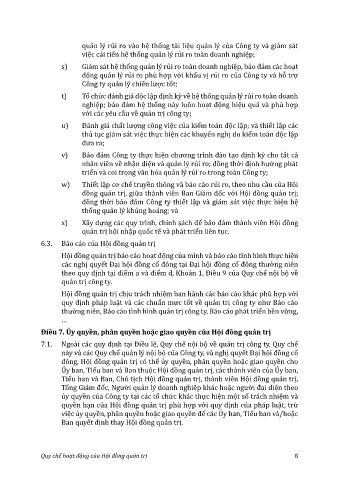 quản lý rủi ro vào hệ thống tài liệu quản lý của Công ty và giám sát
việc cải tiến hệ thống quản lý rủi ro toàn doanh nghiệp;
s) Giám sát hệ thống quản lý rủi ro toàn doanh nghiệp, bảo đảm các hoạt
động quản lý rủi ro phù hợp với khẩu vị rủi ro của Công ty và hỗ trợ
Công ty quản lý chiến lược tốt;
t) Tổ chức đánh giá độc lập định kỳ về hệ thống quản lý rủi ro toàn doanh
nghiệp; bảo đảm hệ thống này luôn hoạt động hiệu quả và phù hợp
với các yêu cầu về quản trị công ty;
u) Đánh giá chất lượng công việc của kiểm toán độc lập; và thiết lập các
thủ tục giám sát việc thực hiện các khuyến nghị do kiểm toán độc lập
đưa ra;
v) Bảo đảm Công ty thực hiện chương trình đào tạo định kỳ cho tất cả
nhân viên về nhận diện và quản lý rủi ro; đồng thời định hướng phát
triển và coi trọng văn hóa quản lý rủi ro trong toàn Công ty;
w) Thiết lập cơ chế truyền thông và báo cáo rủi ro, theo nhu cầu của Hội
đồng quản trị, giữa thành viên Ban Giám đốc với Hội đồng quản trị;
đồng thời bảo đảm Công ty thiết lập và giám sát việc thực hiện hệ
thống quản lý khủng hoảng; và
x) Xây dựng các quy trình, chính sách để bảo đảm thành viên Hội đồng
quản trị hội nhập quốc tế và phát triển liên tục.
6.3. Báo cáo của Hội đồng quản trị
Hội đồng quản trị báo cáo hoạt động của mình và báo cáo tình hình thực hiện
các nghị quyết Đại hội đồng cổ đông tại Đại hội đồng cổ đông thường niên
theo quy định tại điểm a và điểm d, Khoản 1, Điều 9 của Quy chế nội bộ về
quản trị công ty.
Hội đồng quản trị chịu trách nhiệm ban hành các báo cáo khác phù hợp với
quy định pháp luật và các chuẩn mực tốt về quản trị công ty như Báo cáo
thường niên, Báo cáo tình hình quản trị công ty, Báo cáo phát triển bền vững,
...
Điều 7. Ủy quyền, phân quyền hoặc giao quyền của Hội đồng quản trị
7.1. Ngoài các quy định tại Điều lệ, Quy chế nội bộ về quản trị công ty, Quy chế
này và các Quy chế quản lý nội bộ của Công ty, và nghị quyết Đại hội đồng cổ
đông, Hội đồng quản trị có thể ủy quyền, phân quyền hoặc giao quyền cho
Ủy ban, Tiểu ban và Ban thuộc Hội đồng quản trị, các thành viên của Ủy ban,
Tiểu ban và Ban, Chủ tịch Hội đồng quản trị, thành viên Hội đồng quản trị,
Tổng Giám đốc, Người quản lý doanh nghiệp khác hoặc người đại diện theo
ủy quyền của Công ty tại các tổ chức khác thực hiện một số trách nhiệm và
quyền hạn của Hội đồng quản trị phù hợp với quy định của pháp luật, trừ
việc ủy quyền, phân quyền hoặc giao quyền để các Ủy ban, Tiểu ban và/hoặc
Ban quyết định thay Hội đồng quản trị.
Quy chế hoạt động của Hội đồng quản trị 8